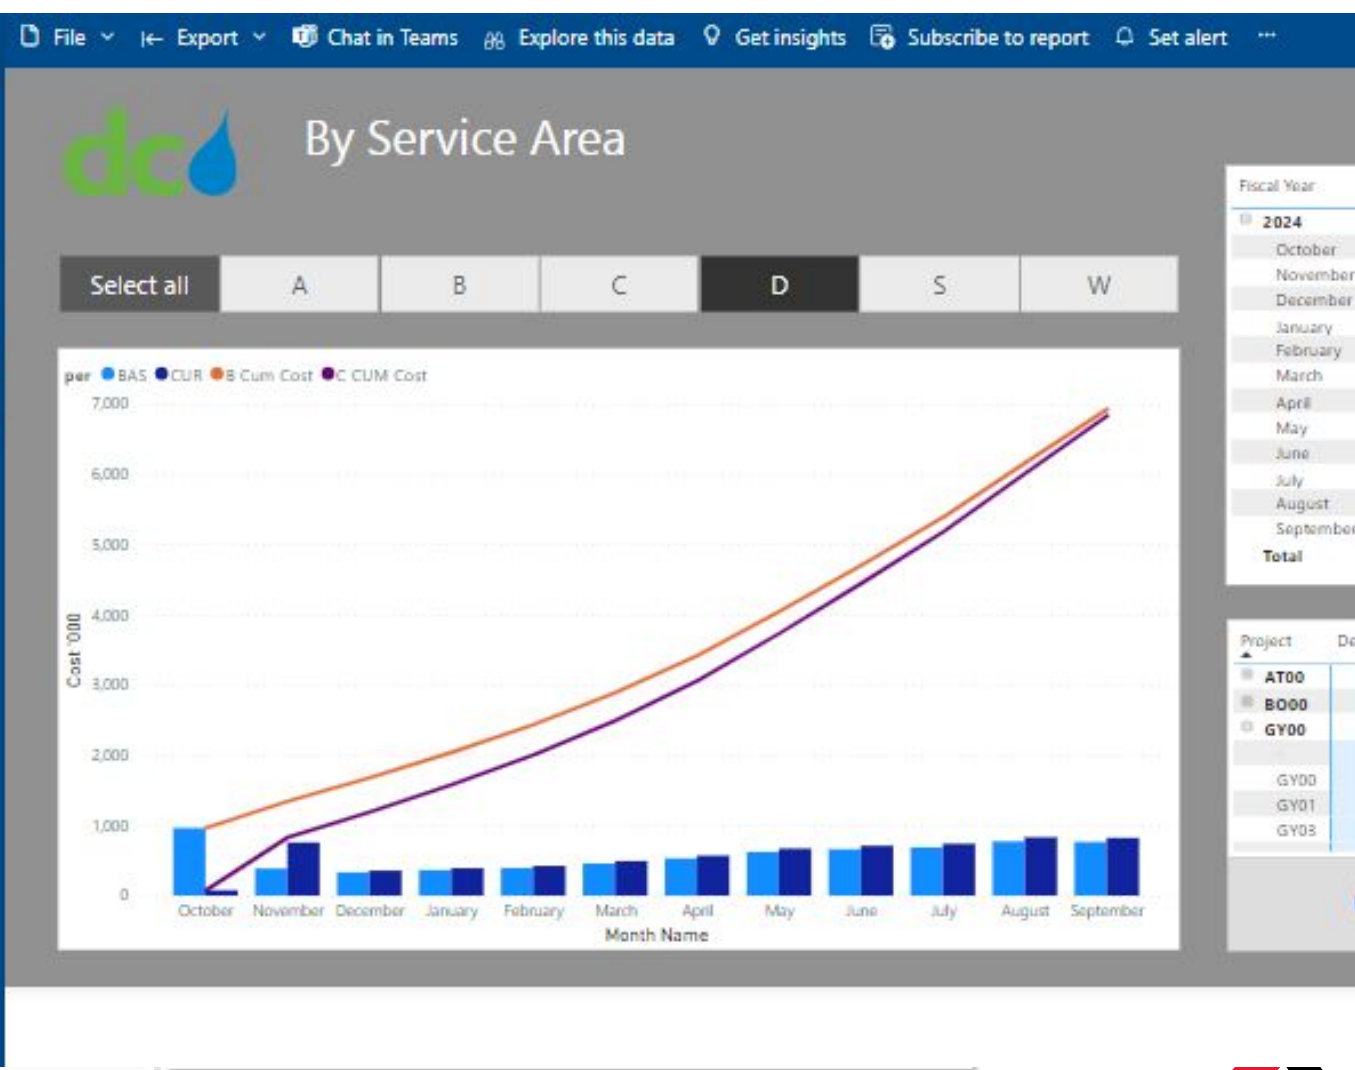 File Export Chat in Teams Explore this data Get insights Subscribe to report Set alert ...
dc
By Service Area
Select all A B C D S W
per BAS CUR B Cum Cost C CUM Cost
7,000
6,000
5,000
4,000
3,000
2,000
1,000
0
Cost '000
October November December January February March April May June July August September
Month Name
Fiscal Year
2024
October
November
December
January
February
March
April
May
June
July
August
September
Total
Project De
AT00
BO00
GY00
GY00
GY01
GY03